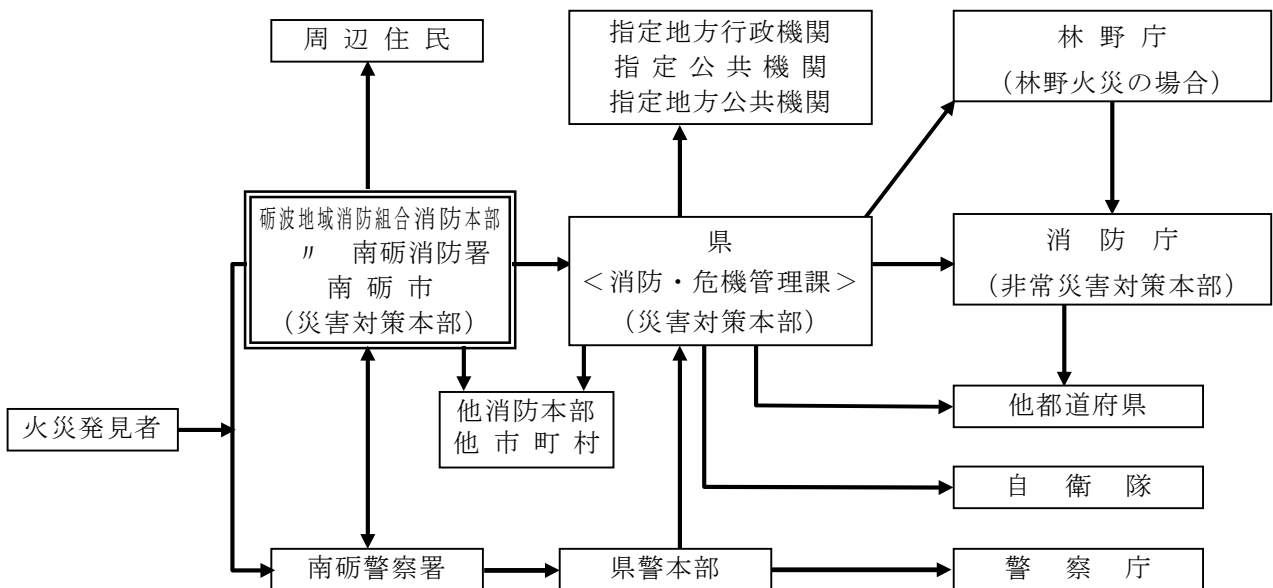 周辺住民
指定地方行政機関
指定公共機関
指定地方公共機関
林野庁
（林野火災の場合）
砺波地域消防組合消防本部
〃　南砺消防署
南砺市
（災害対策本部）
県
＜消防・危機管理課＞
（災害対策本部）
消防庁
（非常災害対策本部）
他消防本部
他市町村
他都道府県
火災発見者
自衛隊
南砺警察署
県警本部
警察庁